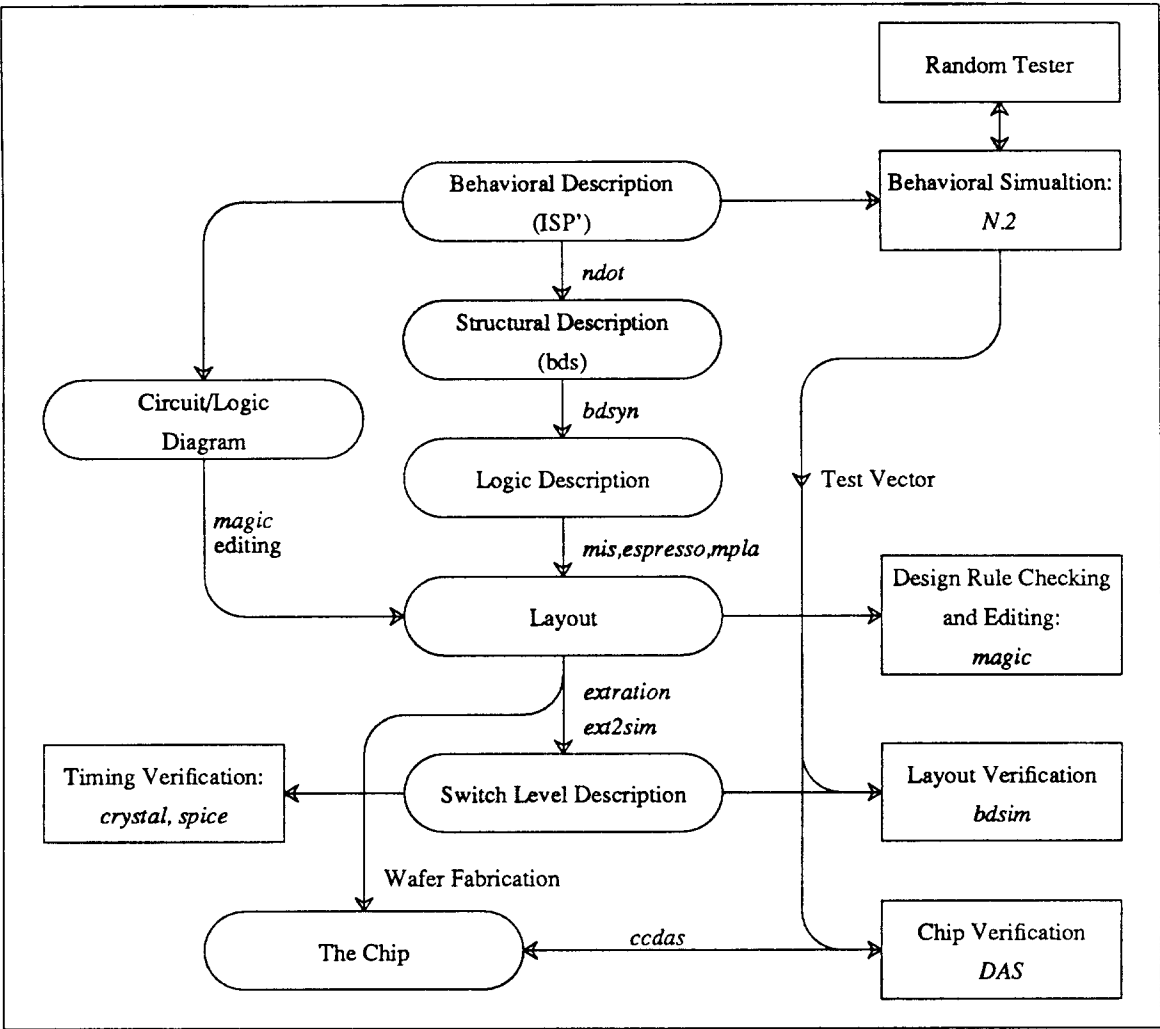 Random Tester
Behavioral Description
(ISP')
Behavioral Simualtion:
N.2
ndot
Structural Description
(bds)
Circuit/Logic
Diagram
bdsyn
Logic Description
Test Vector
magic
editing
mis,espresso,mpla
Design Rule Checking
and Editing:
magic
Layout
extration
ext2sim
Timing Verification:
crystal, spice
Switch Level Description
Layout Verification
bdsim
Wafer Fabrication
The Chip
ccdas
Chip Verification
DAS